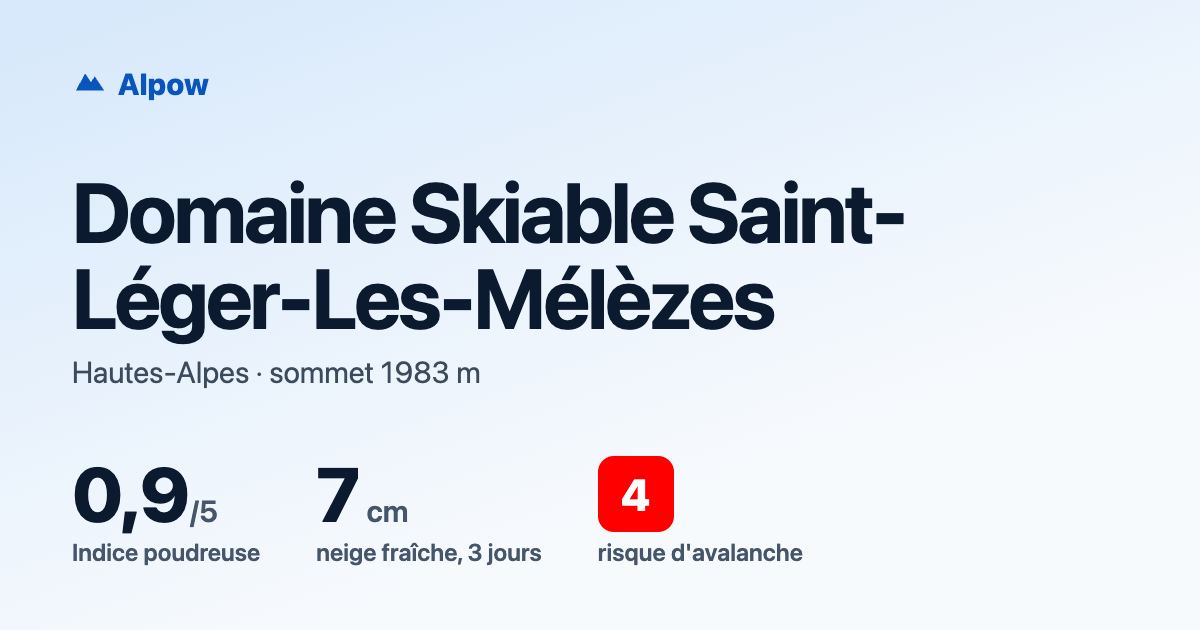 Alpow
Domaine Skiable Saint-
Léger-Les-Mélèzes
Hautes-Alpes · sommet 1983 m
0,9/5
Indice poudreuse
7 cm
neige fraîche, 3 jours
4
risque d'avalanche